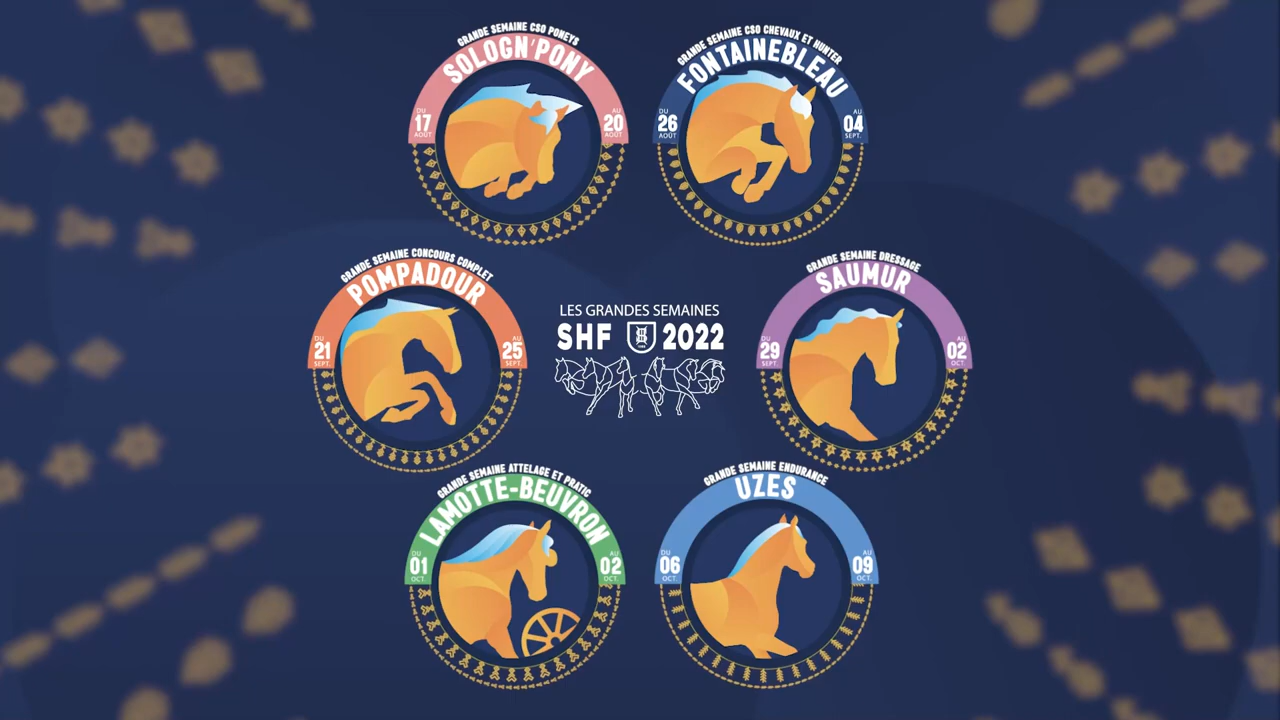 GRANDE SEMAINE CSO PONEYS
SOLOGN'PONY
DU
17
AOÛT
AU
20
AOÛT
GRANDE SEMAINE CSO CHEVAUX ET HUNTER
FONTAINEBLEAU
DU
26
AOÛT
AU
04
SEPT.
GRANDE SEMAINE CONCOURS COMPLET
POMPADOUR
DU
21
SEPT.
AU
25
SEPT.
LES GRANDES SEMAINES
SHF 2022
GRANDE SEMAINE DRESSAGE
SAUMUR
DU
29
SEPT.
AU
02
OCT.
GRANDE SEMAINE ATTELAGE ET PRATIC
LAMOTTE-BEUVRON
DU
01
OCT.
AU
02
OCT.
GRANDE SEMAINE ENDURANCE
UZES
DU
06
OCT.
AU
09
OCT.